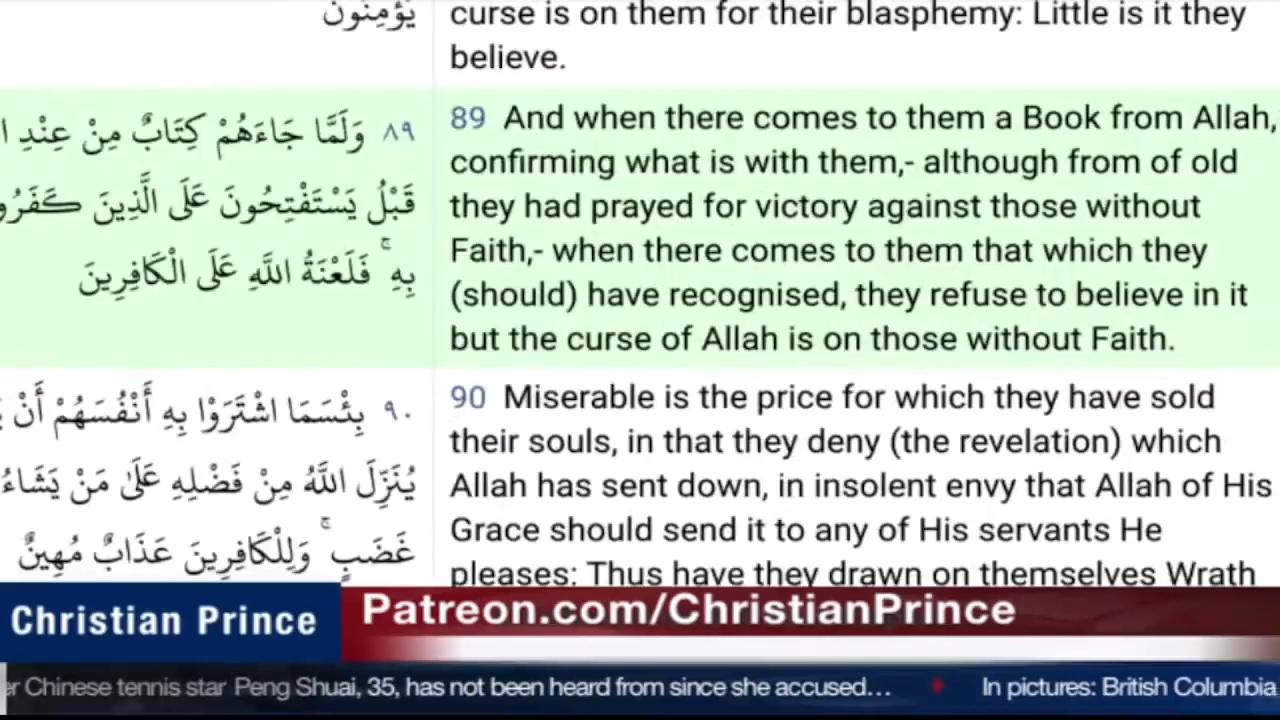 يُؤْمِنُونَ
curse is on them for their blasphemy: Little is it they
believe.
٨٩ وَلَمَّا جَاءَهُمْ كِتَابٌ مِنْ عِنْدِ
قَبْلُ يَسْتَفْتِحُونَ عَلَى الَّذِينَ
بِهِ ۚ فَلَعْنَةُ اللَّهِ عَلَى الْكَافِرِينَ
89 And when there comes to them a Book from Allah,
confirming what is with them,- although from of old
they had prayed for victory against those without
Faith,- when there comes to them that which they
(should) have recognised, they refuse to believe in it
but the curse of Allah is on those without Faith.
٩٠ بِئْسَمَا اشْتَرَوْا بِهِ أَنْفُسَهُمْ أَنْ
يُنَزِّلَ اللَّهُ مِنْ فَضْلِهِ عَلَىٰ مَنْ يَشَاءُ
غَضَبٍ ۚ وَلِلْكَافِرِينَ عَذَابٌ مُهِينٌ
90 Miserable is the price for which they have sold
their souls, in that they deny (the revelation) which
Allah has sent down, in insolent envy that Allah of His
Grace should send it to any of His servants He
pleases: Thus have they drawn on themselves Wrath
Christian Prince
Patreon.com/ChristianPrince
er Chinese tennis star Peng Shuai, 35, has not been heard from since she accused... In pictures: British Columbia